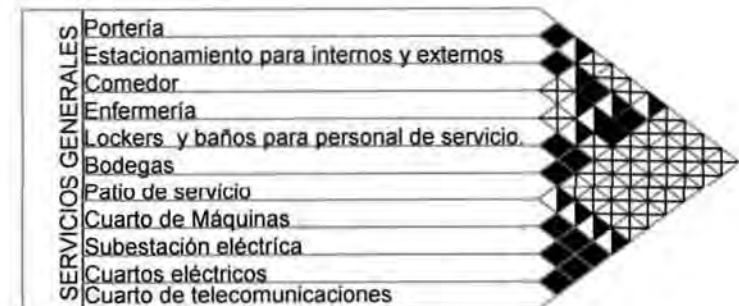 SERVICIOS GENERALES
Portería
Estacionamiento para internos y externos
Comedor
Enfermería
Lockers y baños para personal de servicio.
Bodegas
Patio de servicio
Cuarto de Máquinas
Subestación eléctrica
Cuartos eléctricos
Cuarto de telecomunicaciones